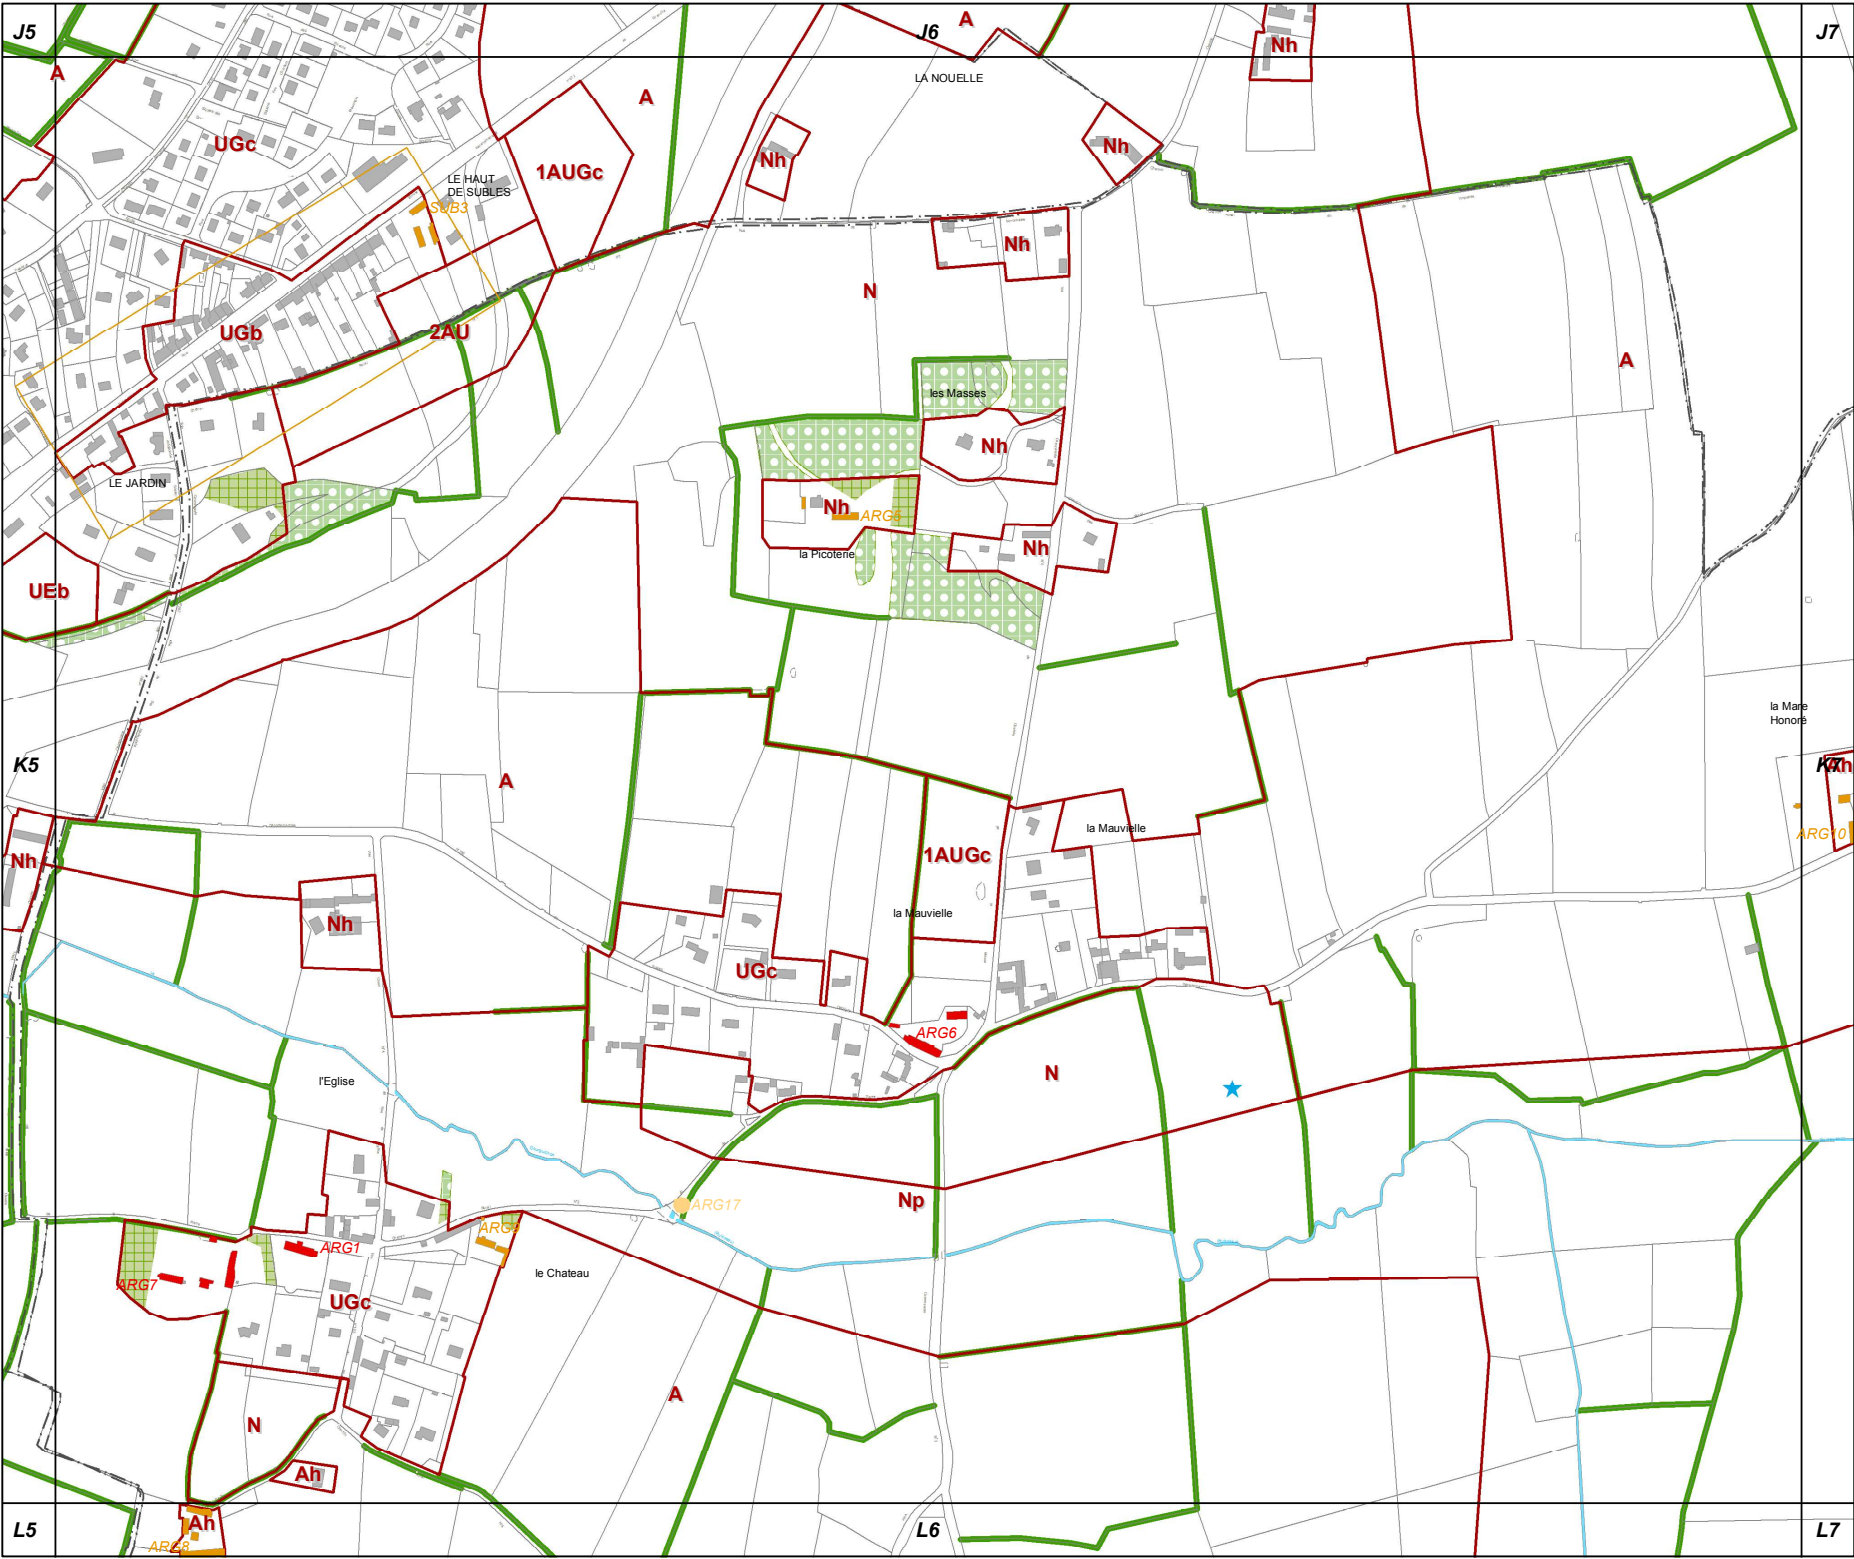 J5
J6
J7
A
A
Nh
LA NOUELLE
A
UGc
1AUGc
Nh
Nh
LE HAUT
DE SUBLES
SUB3
Nh
N
UGb
2AU
A
les Masses
Nh
LE JARDIN
Nh
ARG5
la Picoterie
Nh
UEb
la Mare
Honoré
K5
A
K7
Ah
la Mauvielle
ARG10
Nh
1AUGc
Nh
la Mauvielle
UGc
ARG6
N
l'Eglise
Np
ARG17
ARG9
ARG1
ARG7
le Chateau
UGc
A
N
Ah
L5
Ah
L6
L7
ARG8